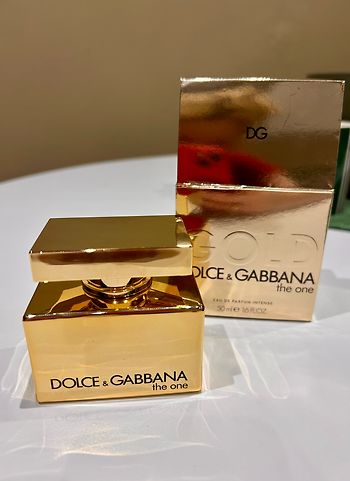 DG
GOLD
DOLCE & GABBANA
the one
EAU DE PARFUM INTENSE
50 ml ℮ 1.6 FL.OZ.
DOLCE & GABBANA
the one